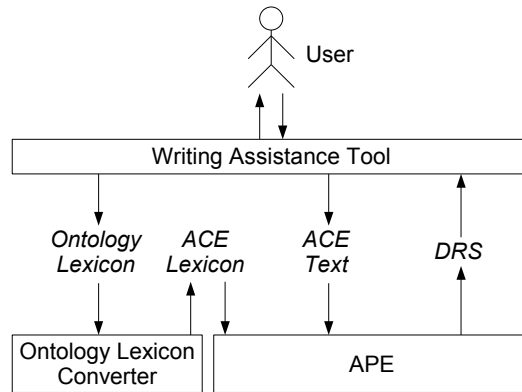 User
Writing Assistance Tool
Ontology
Lexicon
ACE
Lexicon
ACE
Text
DRS
Ontology Lexicon
Converter
APE